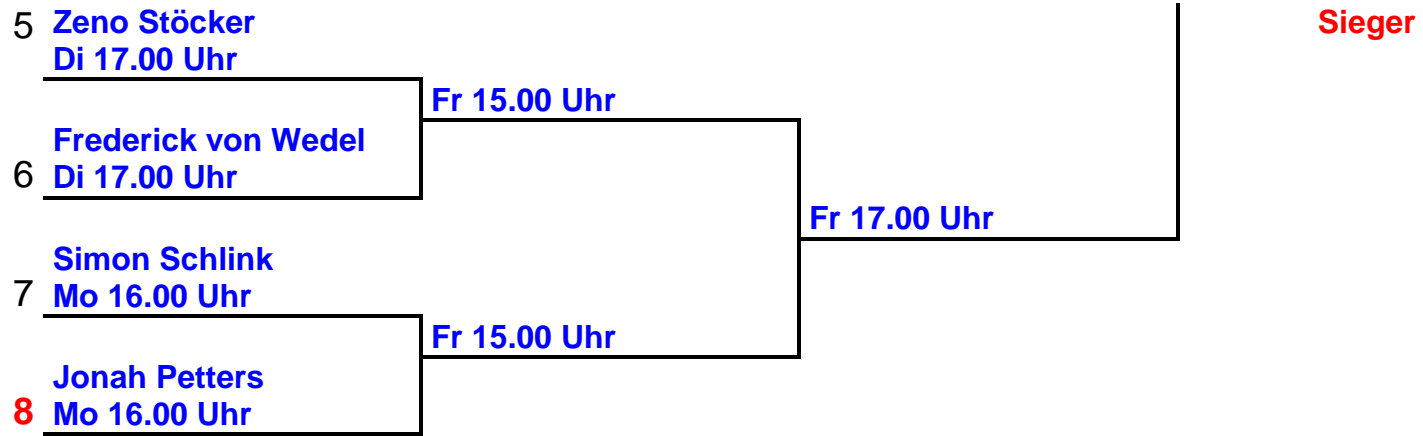 5 Zeno Stöcker
Sieger
Di 17.00 Uhr
Fr 15.00 Uhr
Frederick von Wedel
6 Di 17.00 Uhr
Fr 17.00 Uhr
Simon Schlink
7 Mo 16.00 Uhr
Fr 15.00 Uhr
Jonah Petters
8 Mo 16.00 Uhr